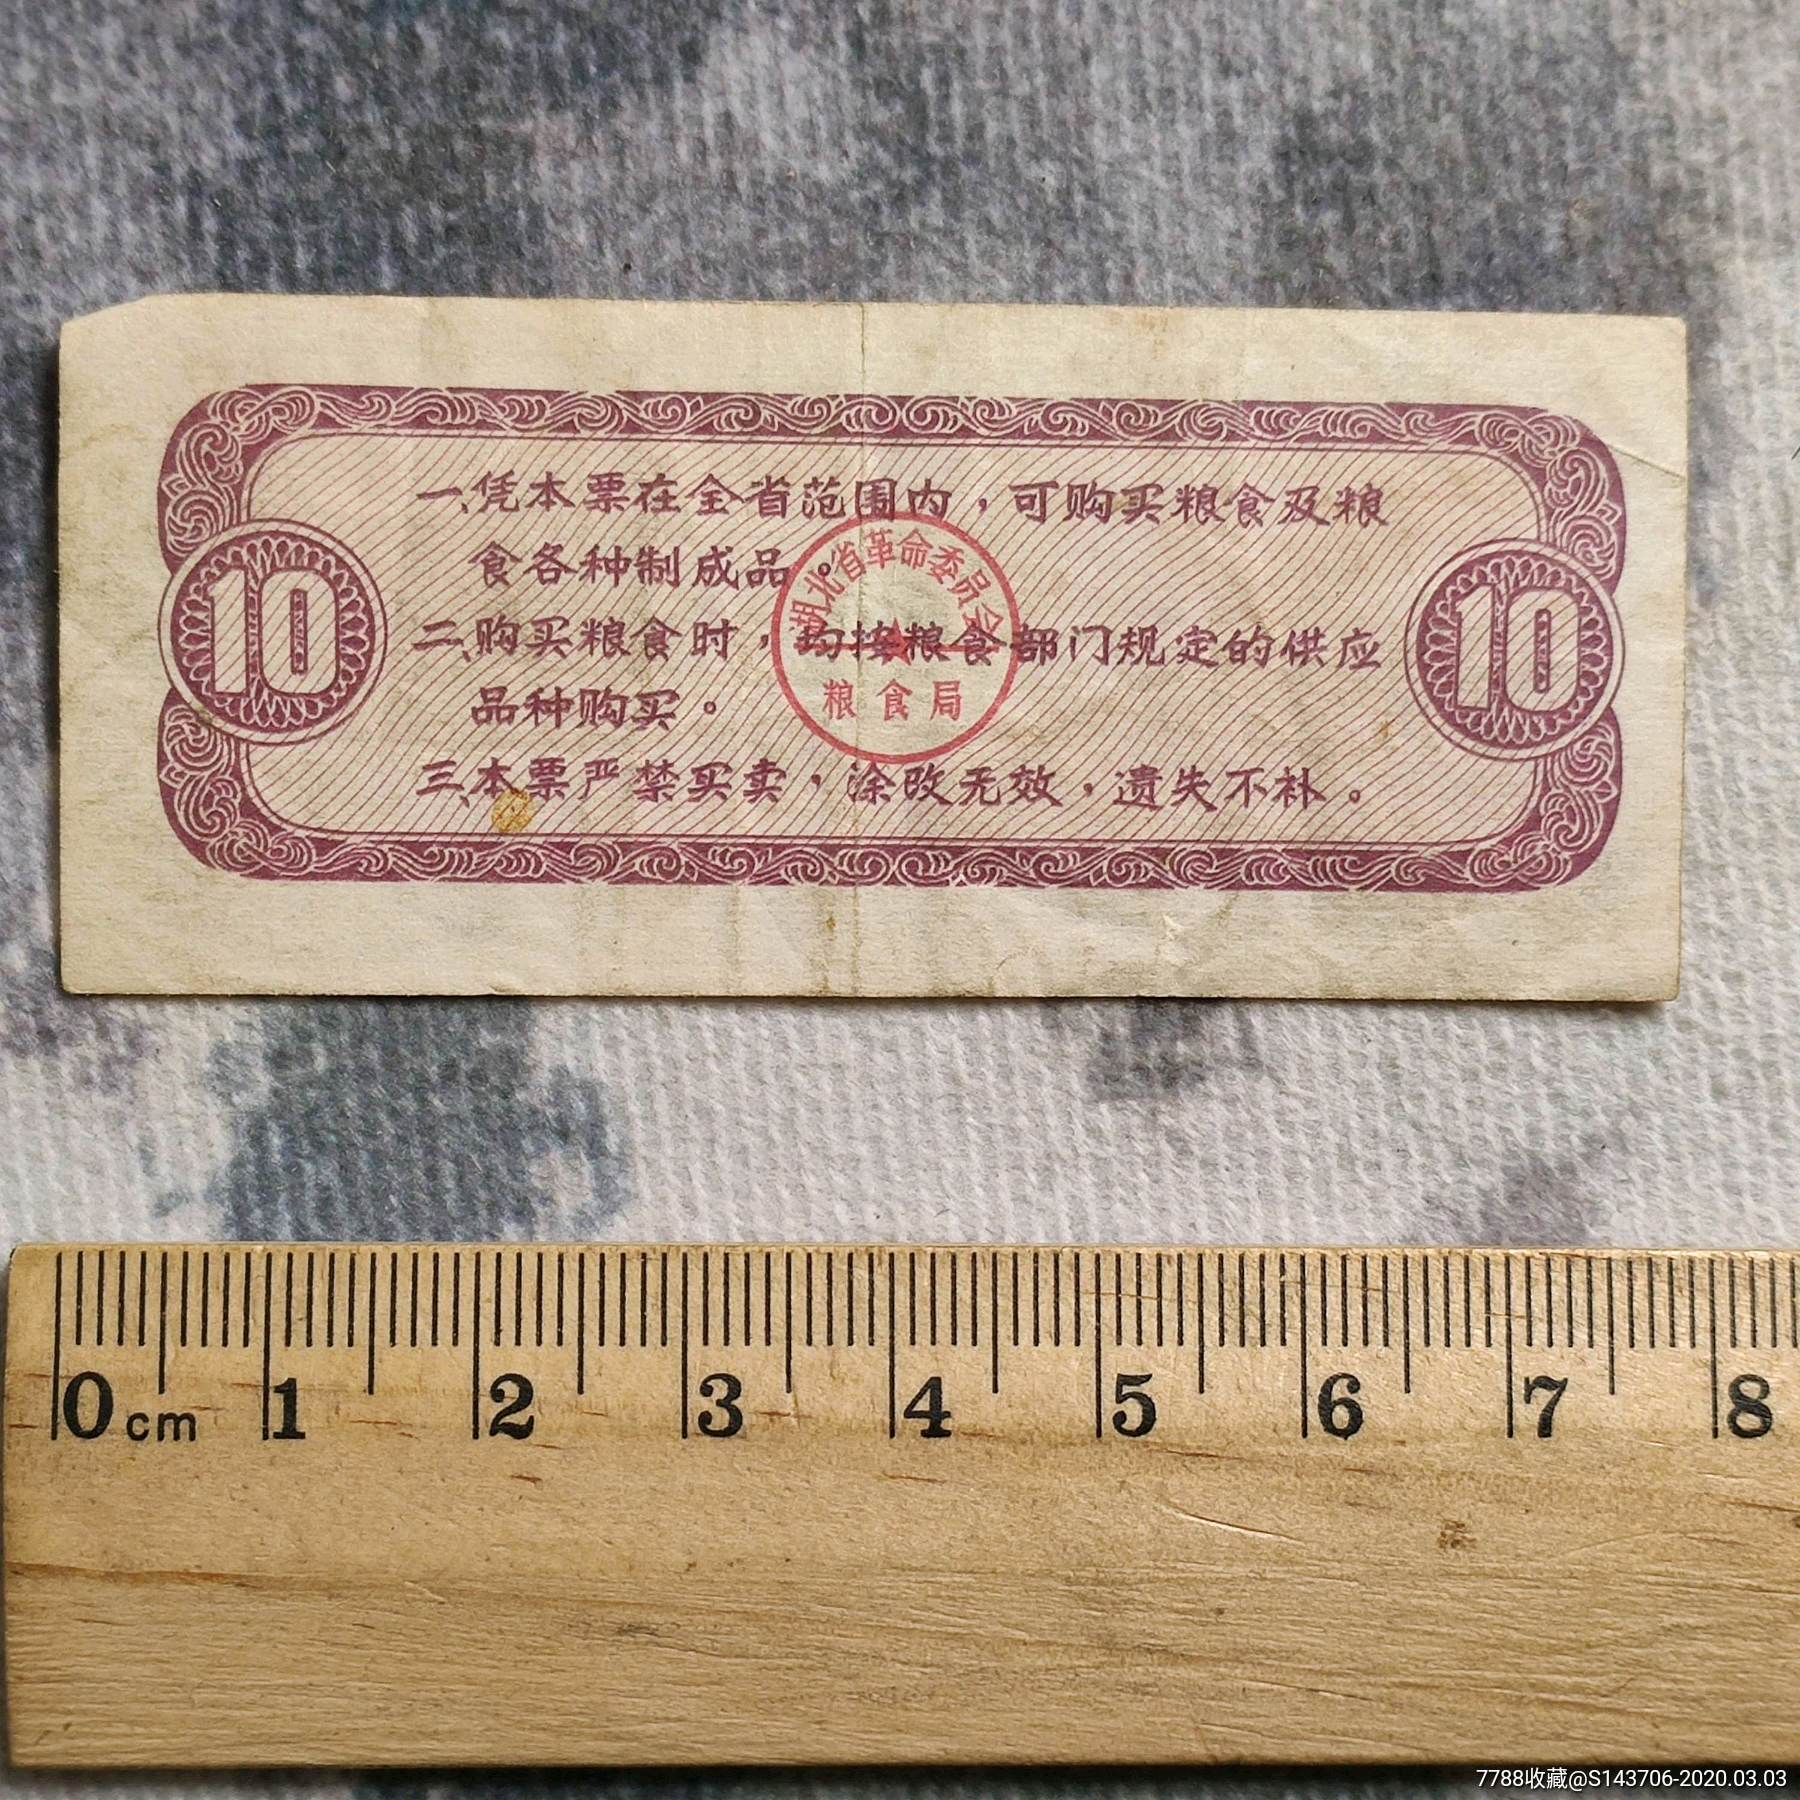 一、凭本票在全省范围内，可购买粮食及粮
食各种制成品。
二、购买粮食时，均按粮食部门规定的供应
品种购买。
三、本票严禁买卖，涂改无效，遗失不补。
10
10
湖北省革命委员会
粮食局
0cm 1 2 3 4 5 6 7 8
7788收藏@S143706-2020.03.03